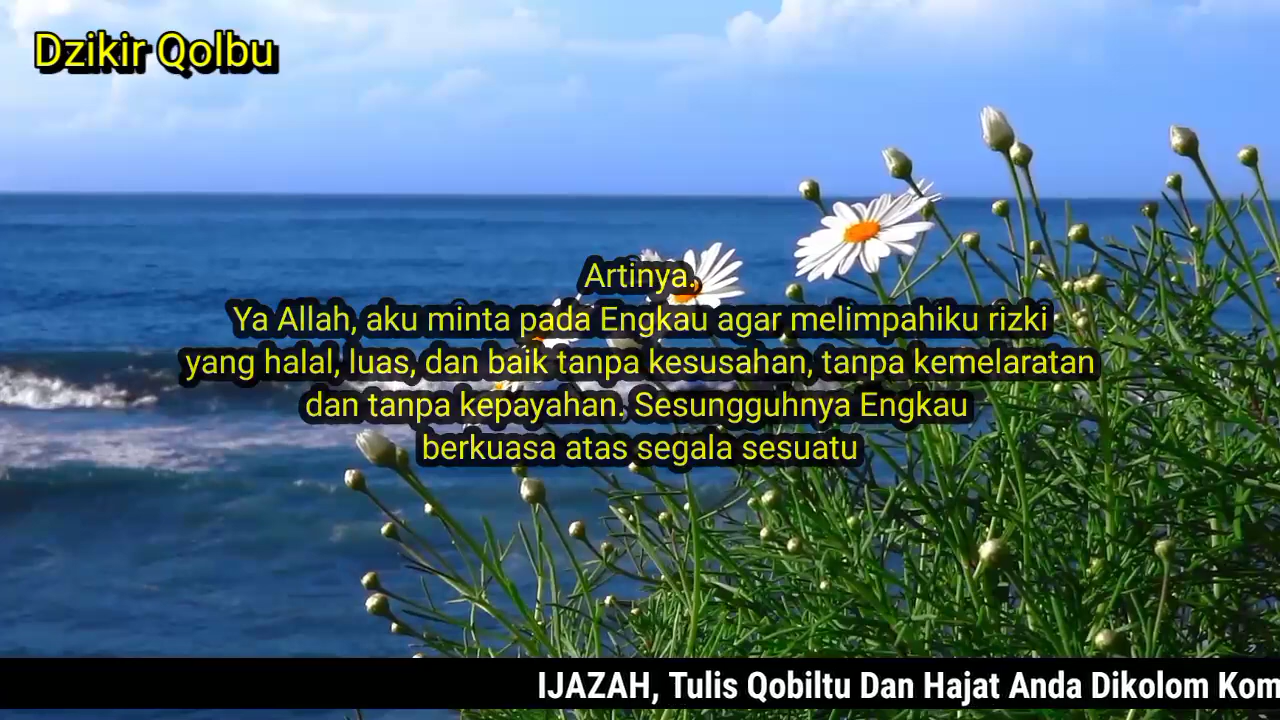 Dzikir Qolbu
Artinya.
Ya Allah, aku minta pada Engkau agar melimpahiku rizki
yang halal, luas, dan baik tanpa kesusahan, tanpa kemelaratan
dan tanpa kepayahan. Sesungguhnya Engkau
berkuasa atas segala sesuatu
IJAZAH, Tulis Qobiltu Dan Hajat Anda Dikolom Kom